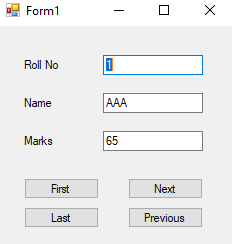 Form1
Roll No 1
Name AAA
Marks 65
First Next
Last Previous